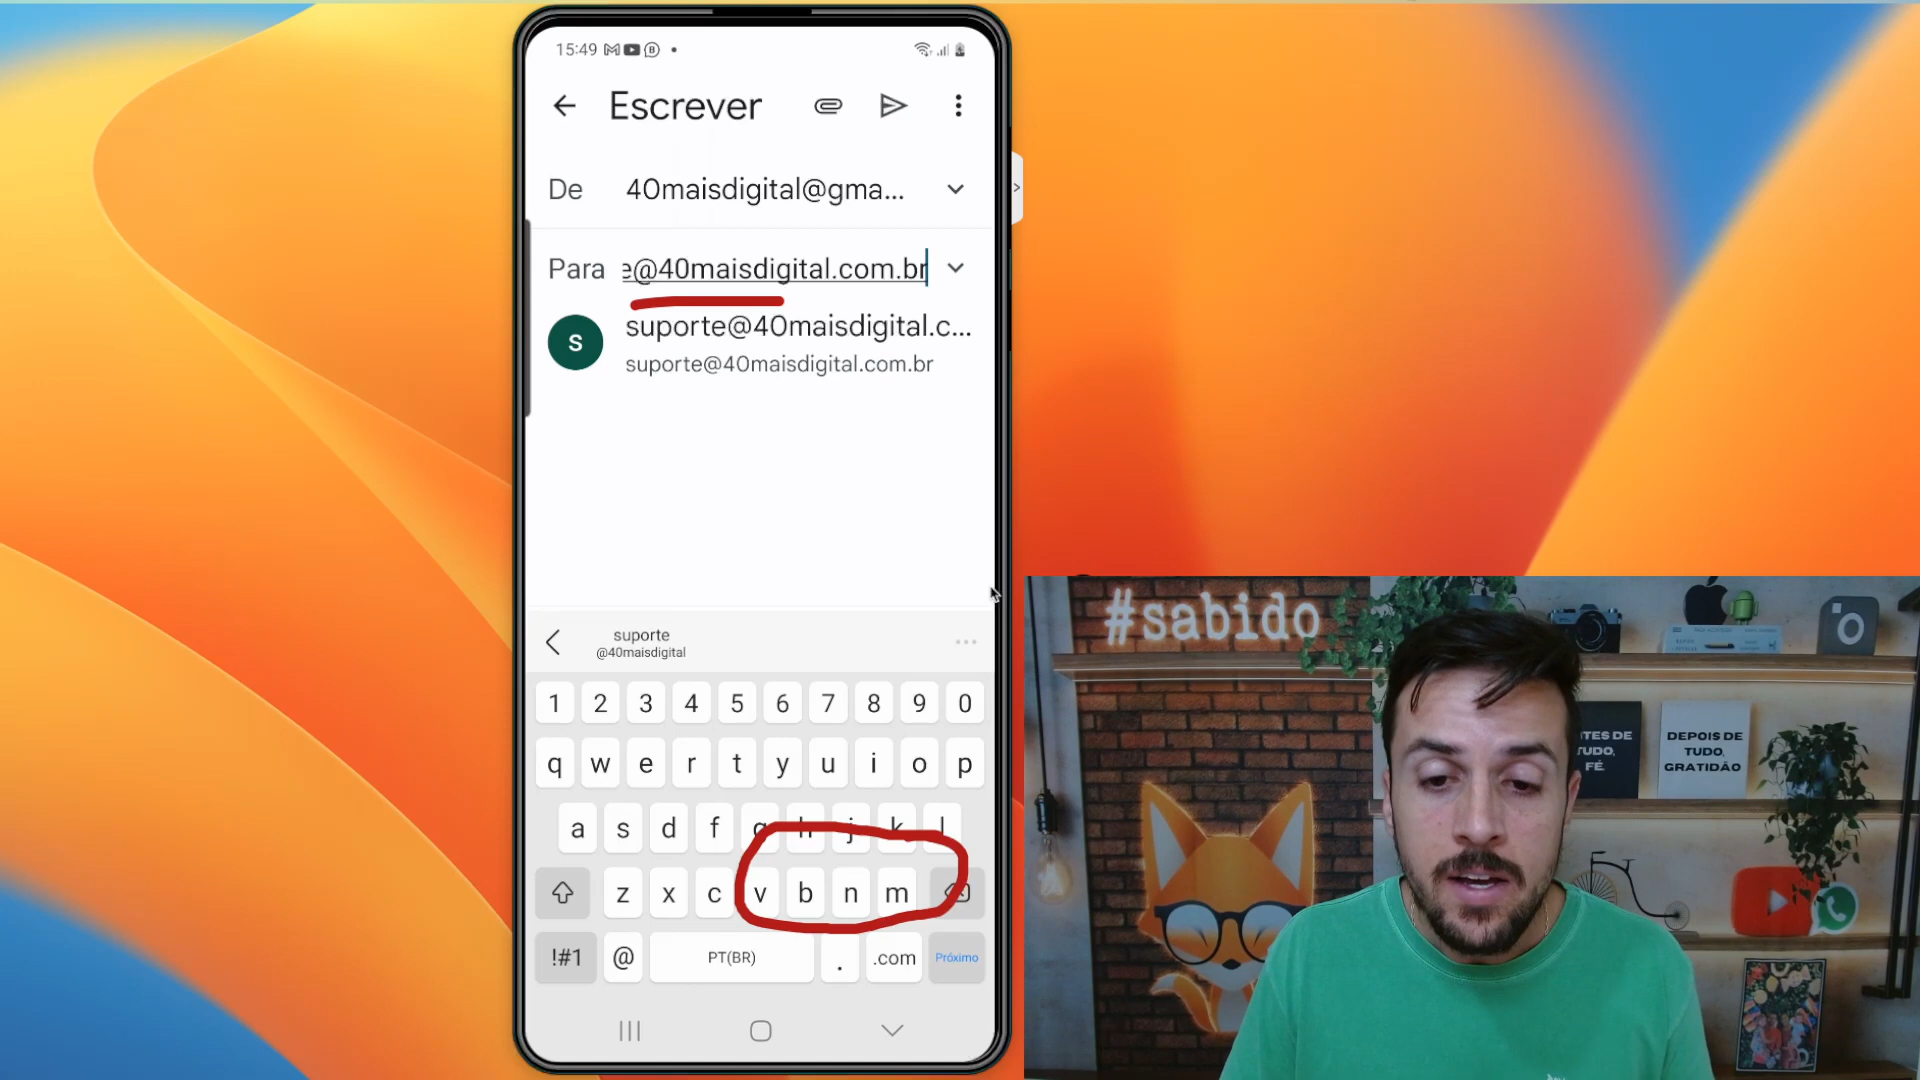 15:49
Escrever
De 40maisdigital@gma...
Para e@40maisdigital.com.br
S
suporte@40maisdigital.c...
suporte@40maisdigital.com.br
suporte
@40maisdigital
1 2 3 4 5 6 7 8 9 0
q w e r t y u i o p
a s d f g h j k l
z x c v b n m
!#1 @ PT(BR) . .com Próximo
#sabido
TES DE
TUDO,
FÉ.
DEPOIS DE
TUDO,
GRATIDÃO